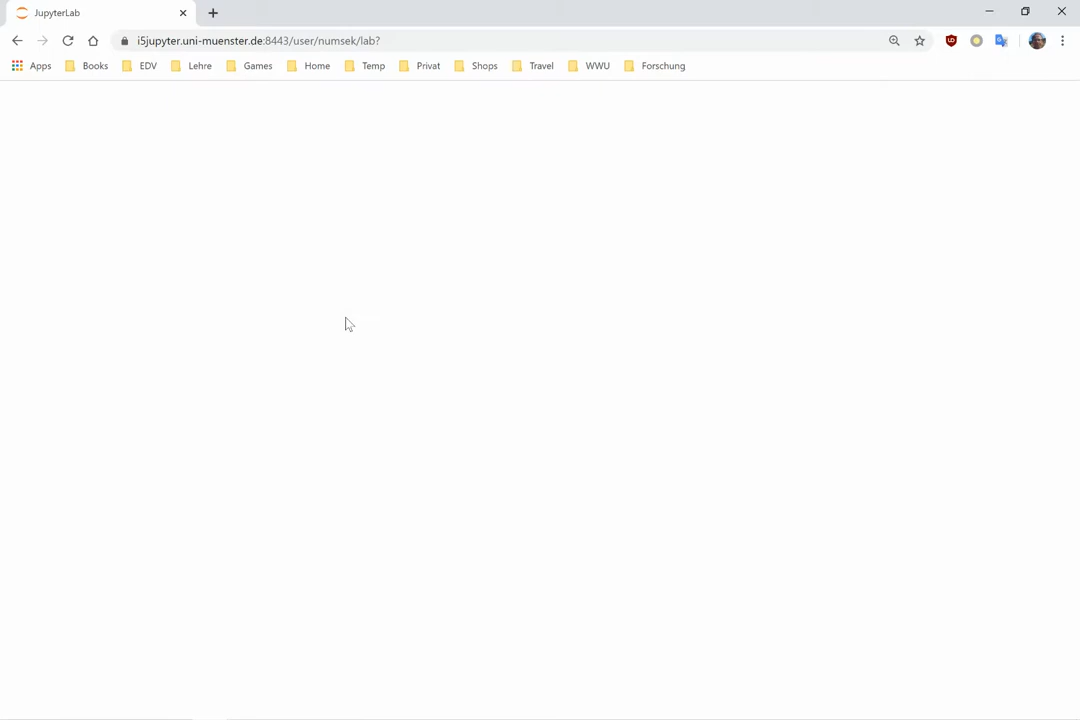 JupyterLab
i5jupyter.uni-muenster.de:8443/user/numsek/lab?
Apps Books EDV Lehre Games Home Temp Privat Shops Travel WWU Forschung